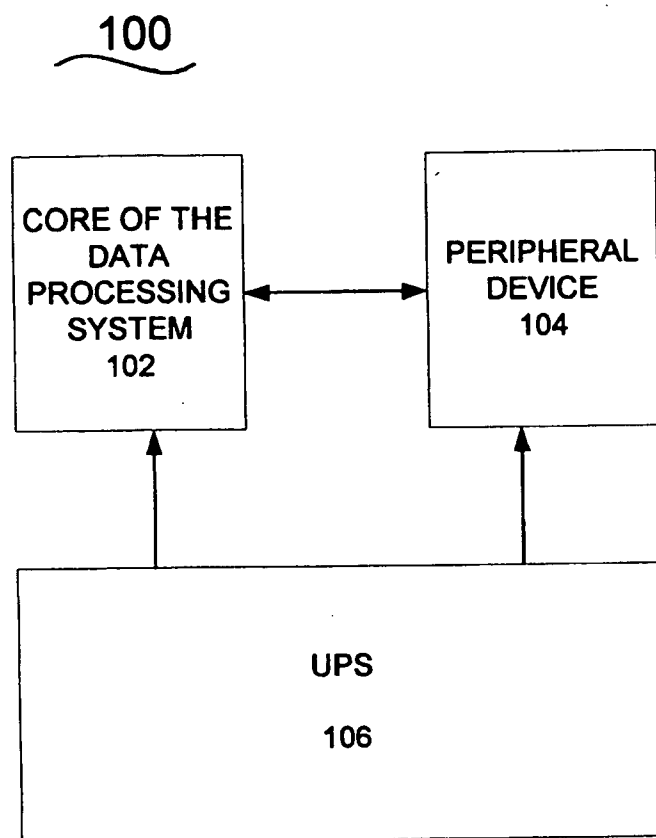 100
CORE OF THE
DATA
PROCESSING
SYSTEM
102
PERIPHERAL
DEVICE
104
UPS
106